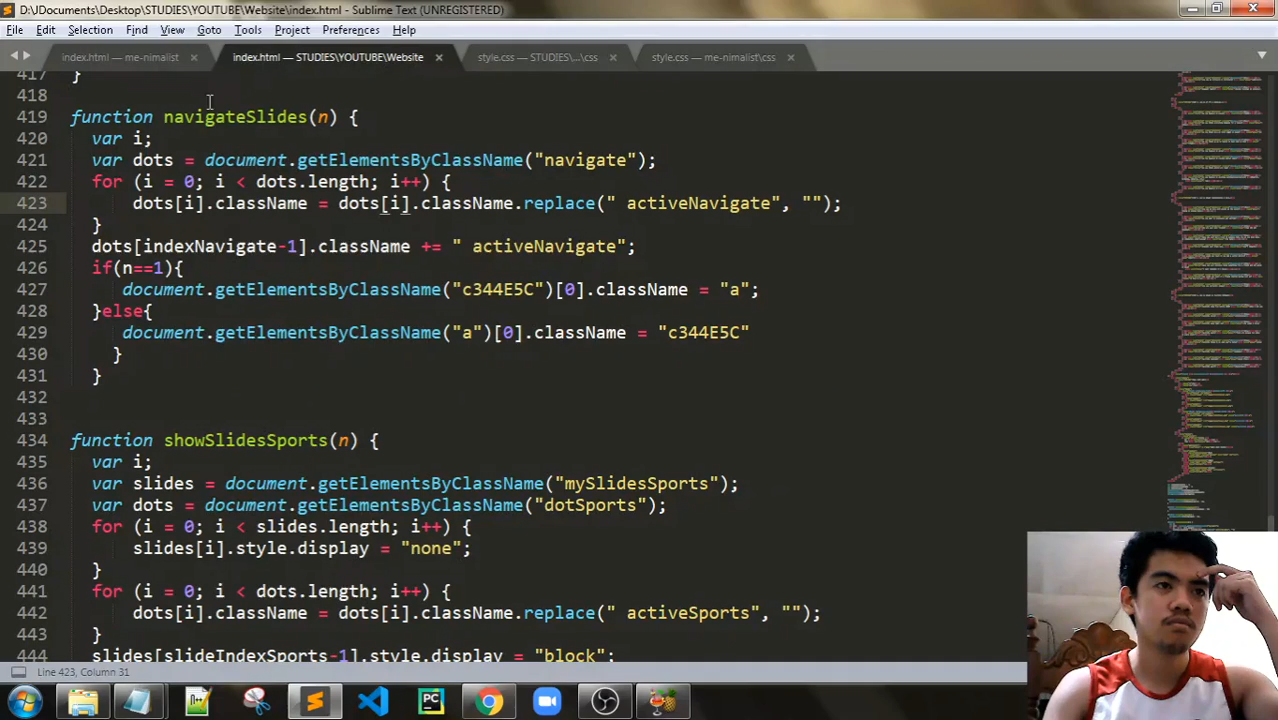 D:\JDocuments\Desktop\STUDIES\YOUTUBE\Website\index.html - Sublime Text (UNREGISTERED)
File Edit Selection Find View Goto Tools Project Preferences Help
index.html — me-nimalist index.html — STUDIES\YOUTUBE\Website style.css — STUDIES\...\css style.css — me-nimalist\css
417 }
418
419 function navigateSlides(n) {
420 var i;
421 var dots = document.getElementsByClassName("navigate");
422 for (i = 0; i < dots.length; i++) {
423 dots[i].className = dots[i].className.replace(" activeNavigate", "");
424 }
425 dots[indexNavigate-1].className += " activeNavigate";
426 if(n==1){
427 document.getElementsByClassName("c344E5C")[0].className = "a";
428 }else{
429 document.getElementsByClassName("a")[0].className = "c344E5C"
430 }
431 }
432
433
434 function showSlidesSports(n) {
435 var i;
436 var slides = document.getElementsByClassName("mySlidesSports");
437 var dots = document.getElementsByClassName("dotSports");
438 for (i = 0; i < slides.length; i++) {
439 slides[i].style.display = "none";
440 }
441 for (i = 0; i < dots.length; i++) {
442 dots[i].className = dots[i].className.replace(" activeSports", "");
443 }
444 slides[slideIndexSports-1].style.display = "block";
Line 423, Column 31
PC